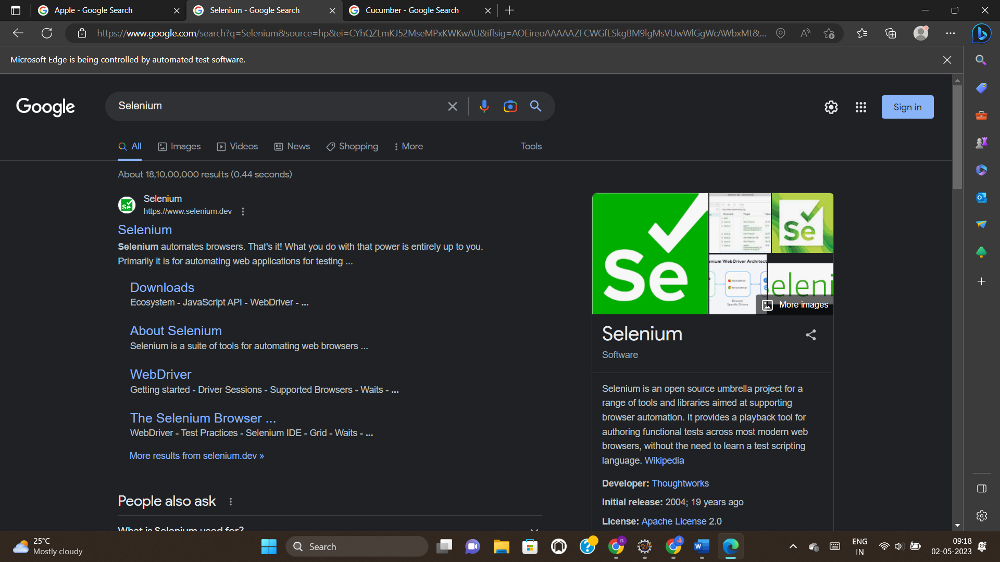 Apple - Google Search
Selenium - Google Search
Cucumber - Google Search
https://www.google.com/search?q=Selenium&source=hp&ei=CYhQZLmKJ52MseMPxKWKwAU&iflsig=AOEireoAAAAAZFCWGfESkgBM9lgMsVUwWlGgWcAWbxMt&...
Microsoft Edge is being controlled by automated test software.
Google
Selenium
Sign in
All
Images
Videos
News
Shopping
More
Tools
About 18,10,00,000 results (0.44 seconds)
Selenium
https://www.selenium.dev
Selenium
Selenium automates browsers. That's it! What you do with that power is entirely up to you.
Primarily it is for automating web applications for testing ...
Downloads
Ecosystem - JavaScript API - WebDriver - ...
About Selenium
Selenium is a suite of tools for automating web browsers ...
WebDriver
Getting started - Driver Sessions - Supported Browsers - Waits - ...
The Selenium Browser ...
WebDriver - Test Practices - Selenium IDE - Grid - Waits - ...
More results from selenium.dev »
People also ask
What is Selenium used for?
Se
Se
enium WebDriver Architect
Browser
Specific Drivers
eleni
More images
Selenium
Software
Selenium is an open source umbrella project for a
range of tools and libraries aimed at supporting
browser automation. It provides a playback tool for
authoring functional tests across most modern web
browsers, without the need to learn a test scripting
language. Wikipedia
Developer: Thoughtworks
Initial release: 2004; 19 years ago
License: Apache License 2.0
25°C
Mostly cloudy
Search
ENG
IN
09:18
02-05-2023